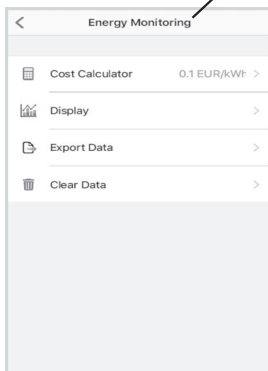 Energy Monitoring
Cost Calculator 0.1 EUR/kWh
Display
Export Data
Clear Data